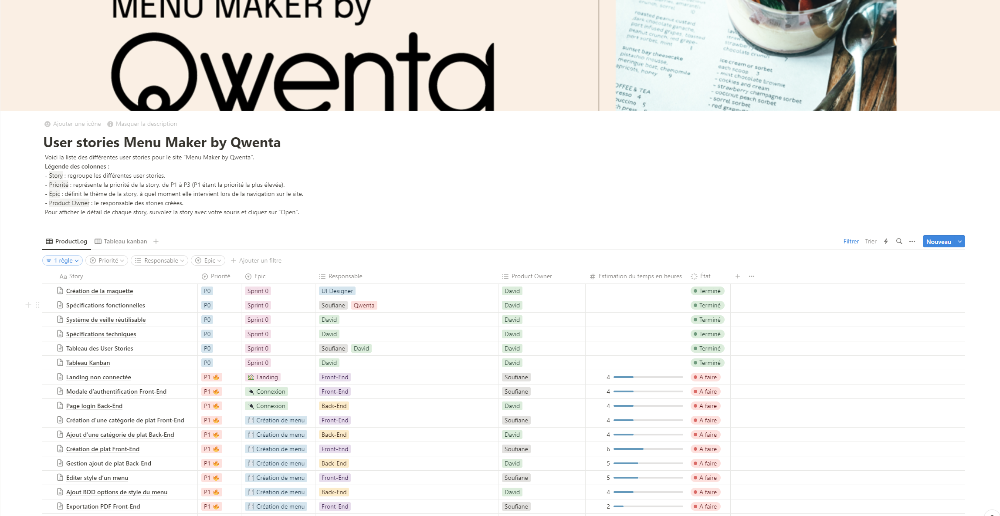 MENU MAKER by
Qwenta
crunch, sorrel
roasted peanut custard
dark chocolate ganache,
port infused grapes, toasted
peanut crunch, red grape-
port sorbet, mint
sunset bay cheesecake
pistachio mousse,
meringue boat, chamomile
apricots, honey 9
OFFEE & TEA
resso 4
puccino 5
h press
strawberry
chocolate crunch 7
ice cream or sorbet
each scoop 3
- mint chocolate brownie
- cookies and cream
- strawberry champagne sorbet
- coconut peach sorbet
- sorrel sorbet
- red grape-
Ajouter une icône Masquer la description
User stories Menu Maker by Qwenta
Voici la liste des différentes user stories pour le site “Menu Maker by Qwenta”.
Légende des colonnes :
- Story : regroupe les différentes user stories.
- Priorité : représente la priorité de la story, de P1 à P3 (P1 étant la priorité la plus élevée).
- Epic : définit le thème de la story, à quel moment elle intervient lors de la navigation sur le site.
- Product Owner : le responsable des stories créées.
Pour afficher le détail de chaque story, survolez la story avec votre souris et cliquez sur “Open”.
ProductLog Tableau kanban Filtrer Trier Nouveau
1 règle Priorité Responsable Epic Ajouter un filtre
Aa Story Priorité Epic Responsable Product Owner # Estimation du temps en heures État
Création de la maquette P0 Sprint 0 UI Designer David Terminé
Spécifications fonctionnelles P0 Sprint 0 Soufiane Qwenta David Terminé
Système de veille réutilisable P0 Sprint 0 David David Terminé
Spécifications techniques P0 Sprint 0 David David Terminé
Tableau des User Stories P0 Sprint 0 Soufiane David David Terminé
Tableau Kanban P0 Sprint 0 David David Terminé
Landing non connectée P1 🔥 🏡 Landing Front-End Soufiane 4 A faire
Modale d’authentification Front-End P1 🔥 🔌 Connexion Front-End Soufiane 4 A faire
Page login Back-End P1 🔥 🔌 Connexion Back-End David 4 A faire
Création d’une catégorie de plat Front-End P1 🔥 🍴 Création de menu Front-End Soufiane 4 A faire
Ajout d’une catégorie de plat Back-End P1 🔥 🍴 Création de menu Back-End David 4 A faire
Création de plat Front-End P1 🔥 🍴 Création de menu Front-End Soufiane 6 A faire
Gestion ajout de plat Back-End P1 🔥 🍴 Création de menu Back-End David 5 A faire
Editer style d’un menu P1 🔥 🍴 Création de menu Front-End Soufiane 5 A faire
Ajout BDD options de style du menu P1 🔥 🍴 Création de menu Back-End David 4 A faire
Exportation PDF Front-End P1 🔥 🍴 Création de menu Front-End Soufiane 2 A faire